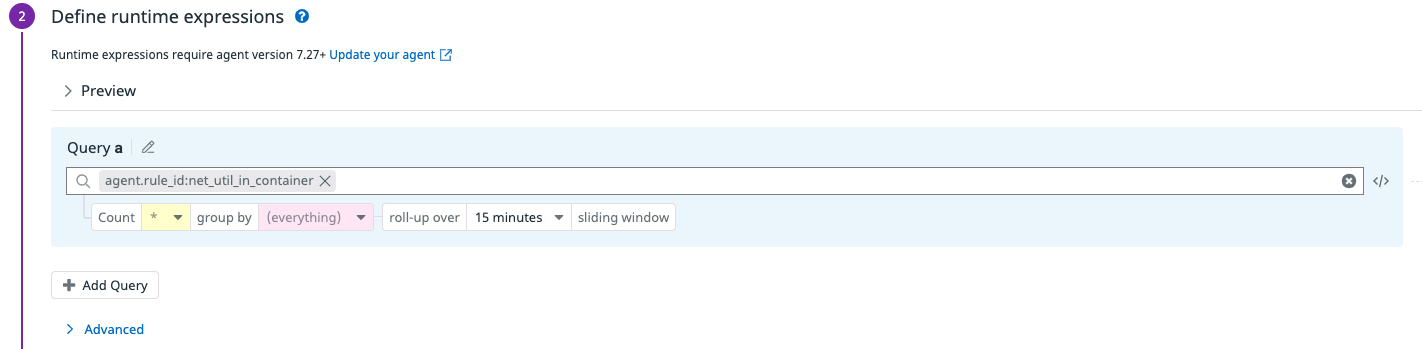 2 Define runtime expressions ?
Runtime expressions require agent version 7.27+ Update your agent
Preview
Query a
agent.rule_id:net_util_in_container
Count * group by (everything) roll-up over 15 minutes sliding window
Add Query
Advanced